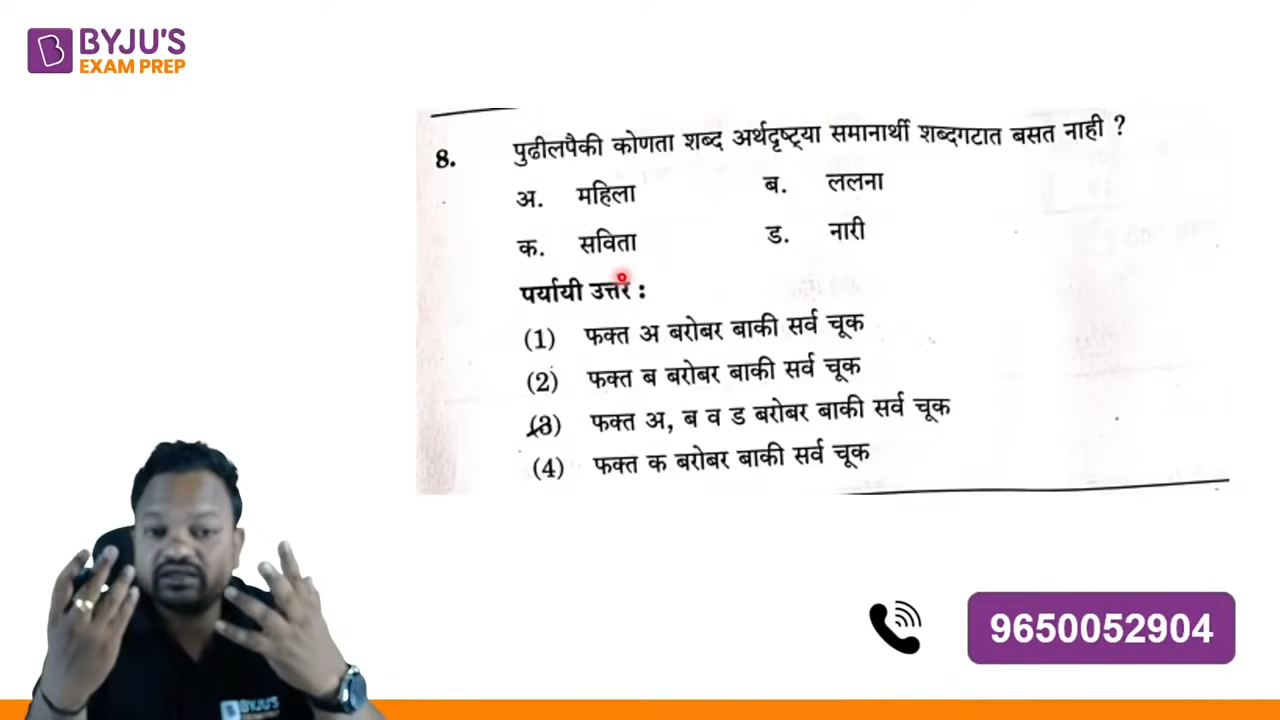 BYJU'S
EXAM PREP
8. पुढीलपैकी कोणता शब्द अर्थदृष्ट्या समानार्थी शब्दगटात बसत नाही ?
अ. महिला ब. ललना
क. सविता ड. नारी
पर्यायी उत्तरे :
(1) फक्त अ बरोबर बाकी सर्व चूक
(2) फक्त ब बरोबर बाकी सर्व चूक
(3) फक्त अ, ब व ड बरोबर बाकी सर्व चूक
(4) फक्त क बरोबर बाकी सर्व चूक
9650052904
BYJU'S